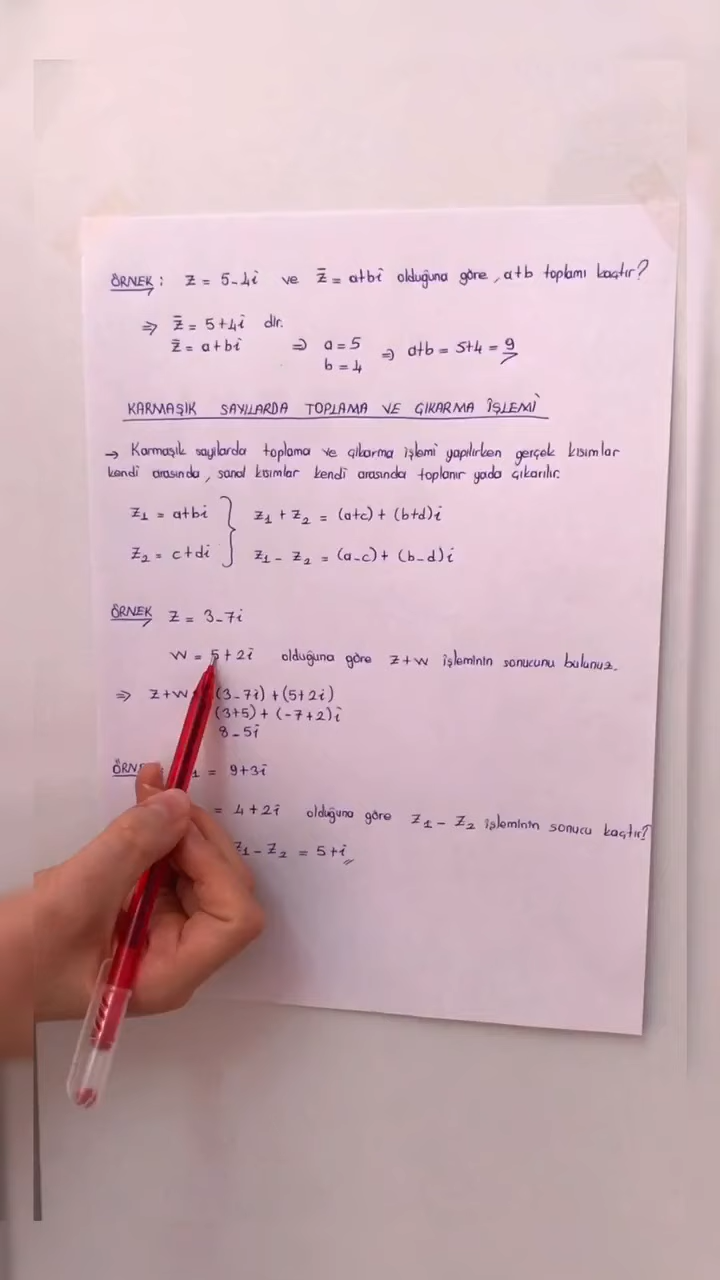 ÖRNEK: z = 5-4i ve z̄ = a+bi olduğuna göre, a+b toplamı kaçtır?
⇒ z̄ = 5+4i dir.
z̄ = a+bi ⇒ a=5 ⇒ a+b = 5+4 = 9
b=4
KARMAŞIK SAYILARDA TOPLAMA VE ÇIKARMA İŞLEMİ
→ Karmaşık sayılarda toplama ve çıkarma işlemi yapılırken gerçek kısımlar
kendi arasında, sanal kısımlar kendi arasında toplanır yada çıkarılır.
z1 = a+bi } z1 + z2 = (a+c) + (b+d)i
z2 = c+di z1 - z2 = (a-c) + (b-d)i
ÖRNEK z = 3-7i
w = 5+2i olduğuna göre z+w işleminin sonucunu bulunuz.
⇒ z+w (3-7i) + (5+2i)
(3+5) + (-7+2)i
8-5i
1 = 9+3i
= 4+2i olduğuna göre z1 - z2 işleminin sonucu kaçtır?
z1 - z2 = 5+i